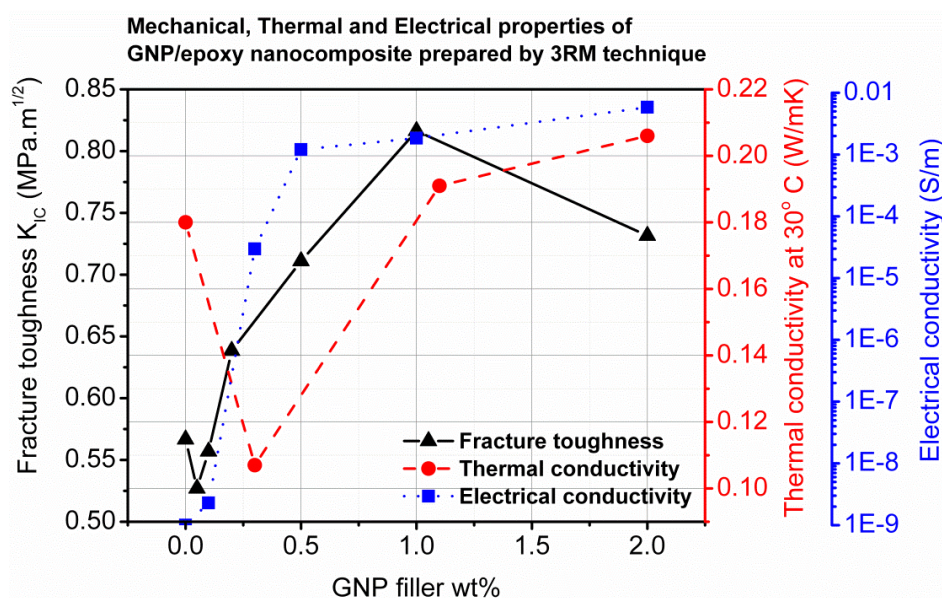 Mechanical, Thermal and Electrical properties of
GNP/epoxy nanocomposite prepared by 3RM technique
Fracture toughness K_IC (MPa.m^1/2)
0.85
0.80
0.75
0.70
0.65
0.60
0.55
0.50
0.0
0.5
1.0
1.5
2.0
GNP filler wt%
Fracture toughness
Thermal conductivity
Electrical conductivity
0.22
0.20
0.18
0.16
0.14
0.12
0.10
Thermal conductivity at 30° C (W/mK)
0.01
1E-3
1E-4
1E-5
1E-6
1E-7
1E-8
1E-9
Electrical conductivity (S/m)